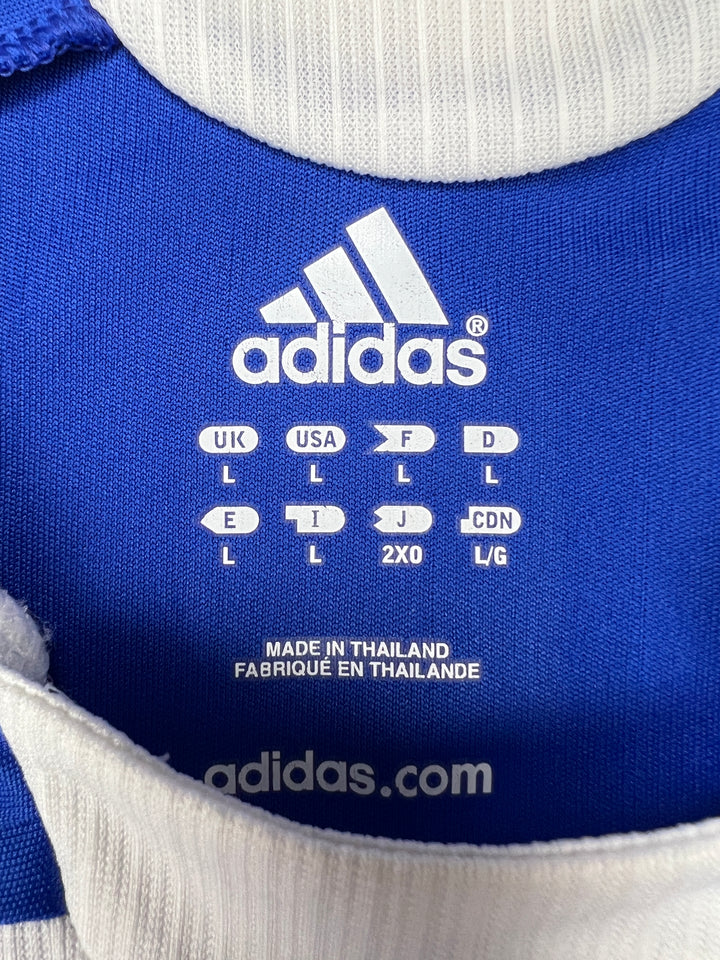 adidas®
UK USA F D
L L L L
E I J CDN
L L 2XO L/G
MADE IN THAILAND
FABRIQUÉ EN THAILANDE
adidas.com